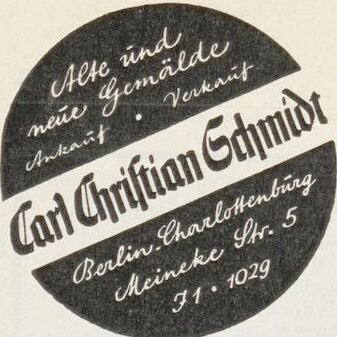 Alte und
neue Gemälde
Ankauf · Verkauf
Carl Christian Schmidt
Berlin-Charlottenburg
Meineke Str. 5
J1 · 1029